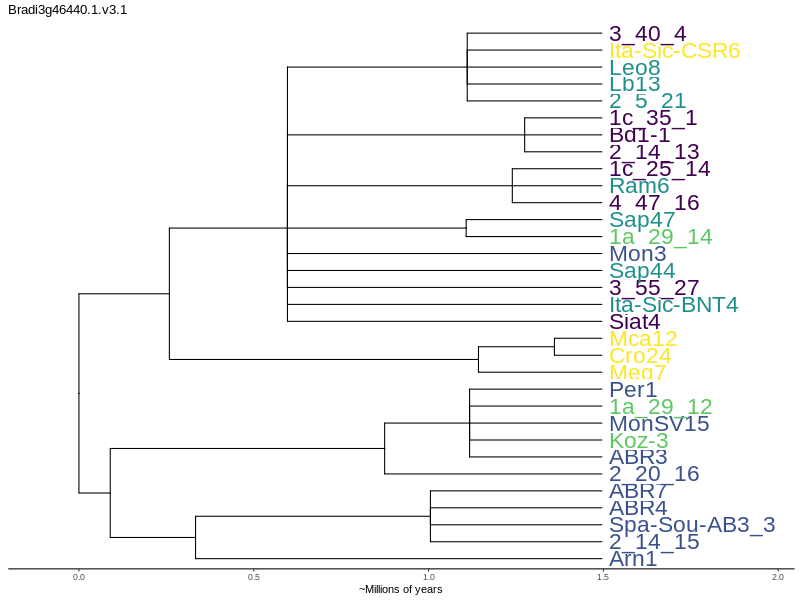 Bradi3g46440.1.v3.1
3_40_4
Ita-Sic-CSR6
Leo8
Lb13
2_5_21
1c_35_1
Bd1-1
2_14_13
1c_25_14
Ram6
4_47_16
Sap47
1a_29_14
Mon3
Sap44
3_55_27
Ita-Sic-BNT4
Siat4
Mca12
Cro24
Meg7
Per1
1a_29_12
MonSV15
Koz-3
ABR3
2_20_16
ABR7
ABR4
Spa-Sou-AB3_3
2_14_15
Arn1
0.0 0.5 1.0 1.5 2.0
~Millions of years